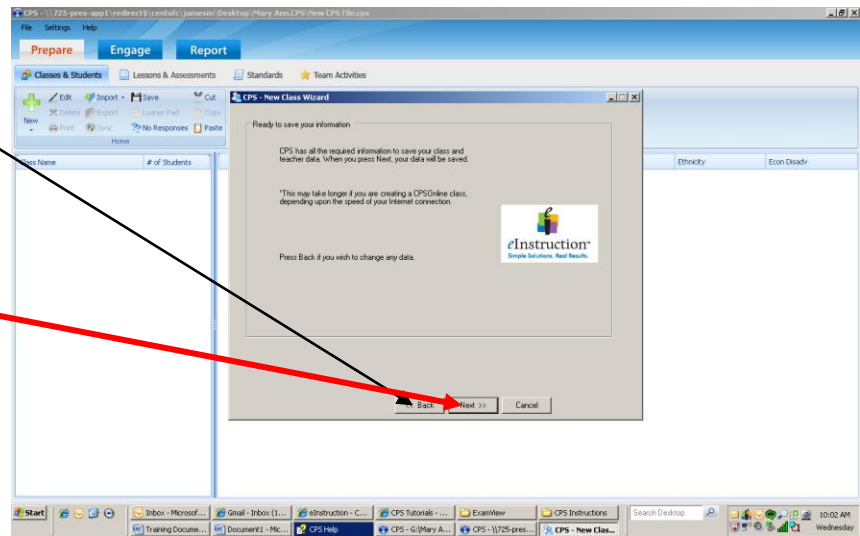 CPS - \\725-pres-app1\redirect$\centofc\jamesm\Desktop\Mary Ann.CPS\New CPS File.cps
File Settings Help
Prepare Engage Report
Classes & Students Lessons & Assessments Standards Team Activities
New
Edit Import Save Cut
Delete Export Loaner Pad Copy
Print Sync No Responses Paste
Home
Class Name # of Students Ethnicity Econ Disadv
CPS - New Class Wizard
Ready to save your information
CPS has all the required information to save your class and
teacher data. When you press Next, your data will be saved.
*This may take longer if you are creating a CPSOnline class,
depending upon the speed of your Internet connection.
Press Back if you wish to change any data.
eInstruction
Simple Solutions. Real Results.
<< Back Next >> Cancel
Start Inbox - Microsof... Gmail - Inbox (1... eInstruction - C... CPS Tutorials - ... ExamView CPS Instructions Search Desktop 10:02 AM
Training Docume... Document1 - Mic... CPS Help CPS - G:\Mary A... CPS - \\725-pres... CPS - New Clas... Wednesday